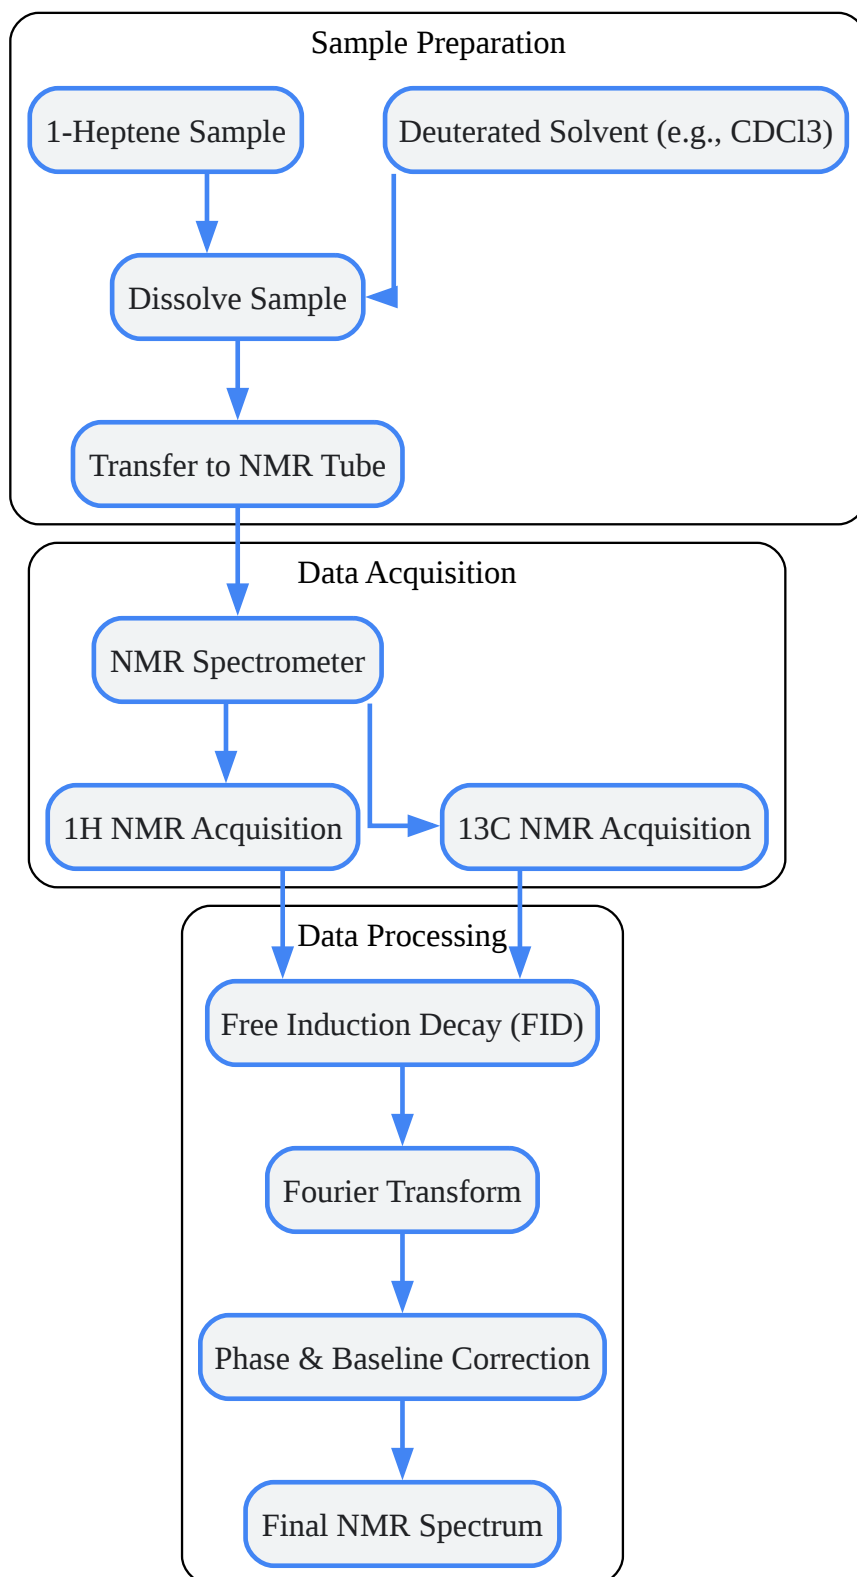 Sample Preparation
1-Heptene Sample
Deuterated Solvent (e.g., CDCl3)
Dissolve Sample
Transfer to NMR Tube
Data Acquisition
NMR Spectrometer
1H NMR Acquisition
13C NMR Acquisition
Data Processing
Free Induction Decay (FID)
Fourier Transform
Phase & Baseline Correction
Final NMR Spectrum